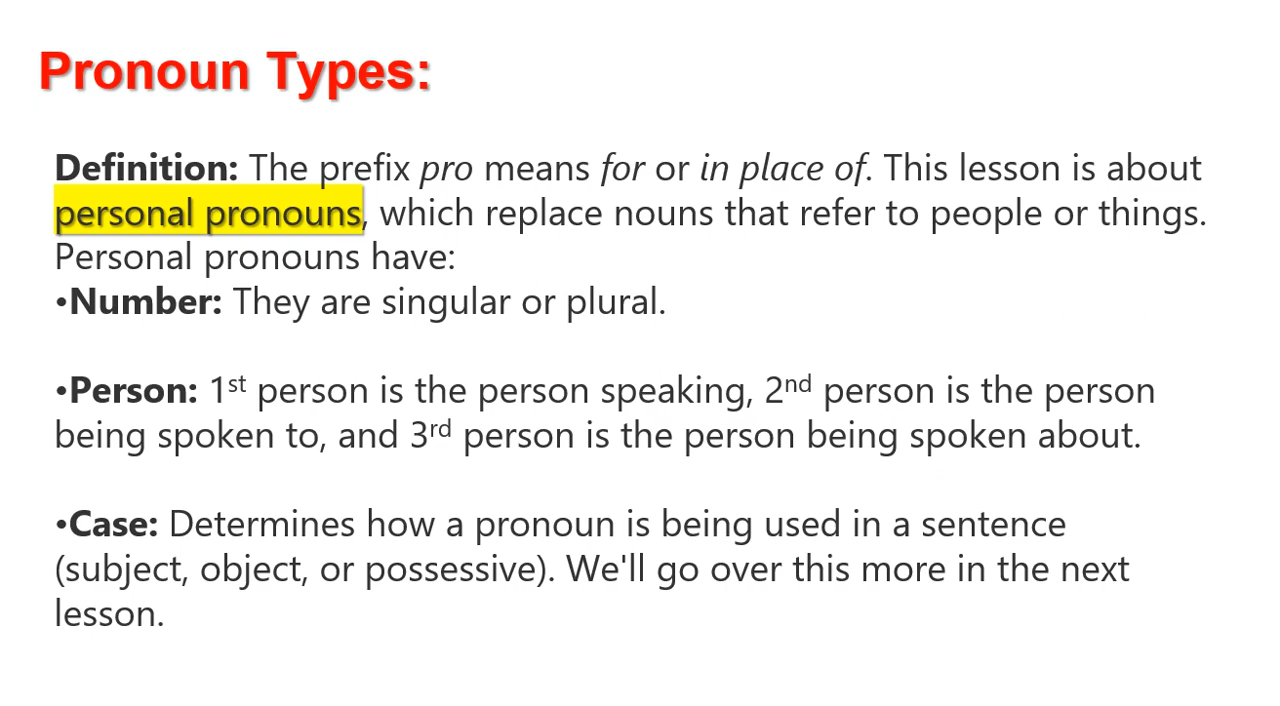 Pronoun Types:
Definition: The prefix pro means for or in place of. This lesson is about
personal pronouns, which replace nouns that refer to people or things.
Personal pronouns have:
•Number: They are singular or plural.
•Person: 1st person is the person speaking, 2nd person is the person
being spoken to, and 3rd person is the person being spoken about.
•Case: Determines how a pronoun is being used in a sentence
(subject, object, or possessive). We'll go over this more in the next
lesson.